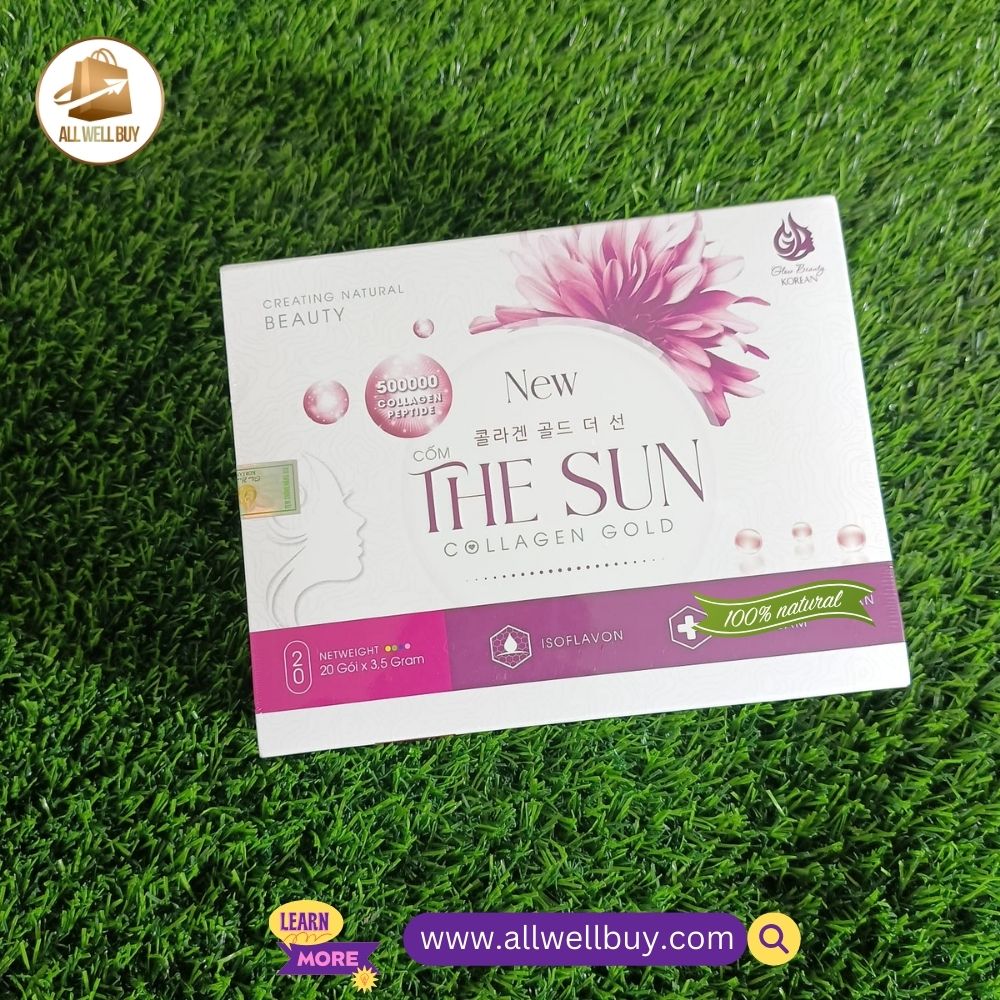 ALL WELL BUY
CREATING NATURAL
BEAUTY
Glow Beauty
KOREAN
500000
COLLAGEN
PEPTIDE
New
콜라겐 골드 더 선
CỐM
THE SUN
COLLAGEN GOLD
20
NETWEIGHT
20 Gói x 3,5 Gram
ISOFLAVON
100% natural
LEARN
MORE
www.allwellbuy.com